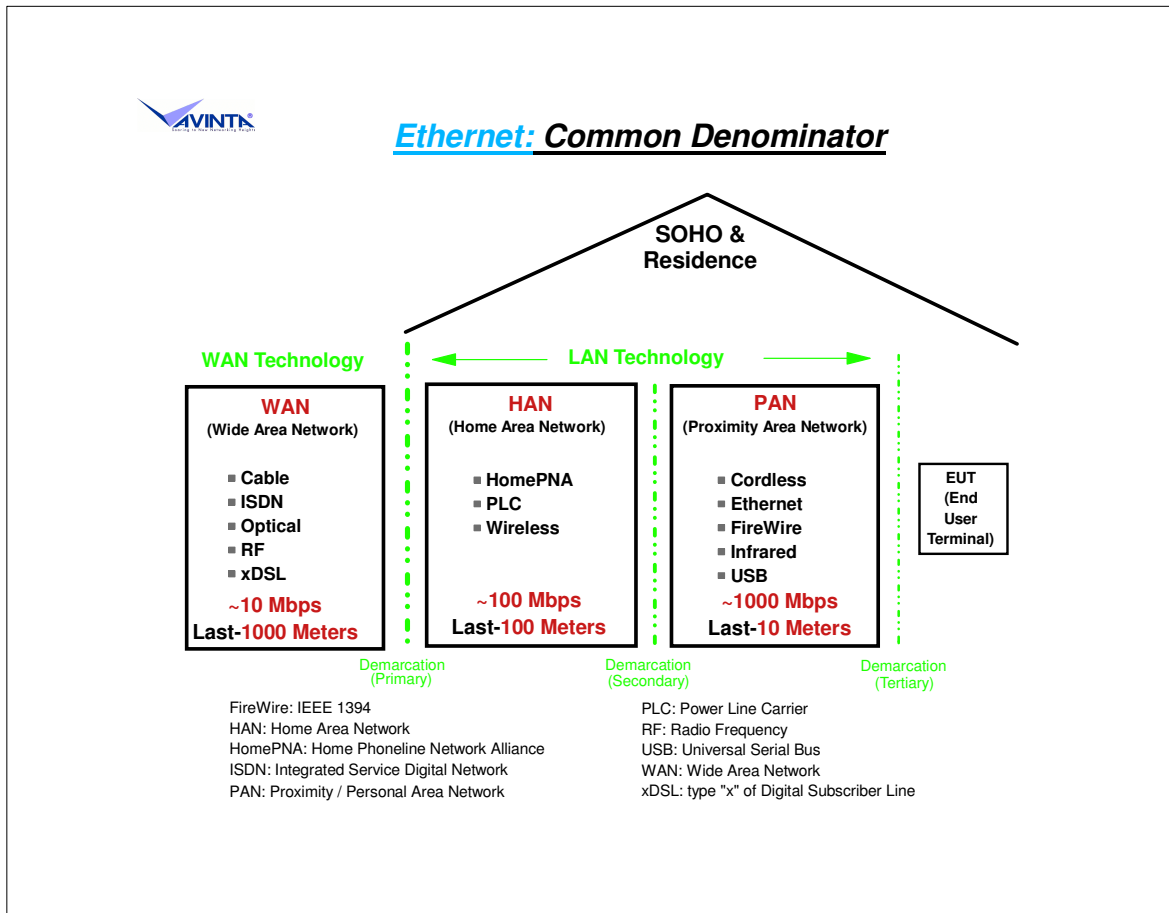 AVINTA®
Soaring to New Networking Heights
Ethernet: Common Denominator
SOHO &
Residence
WAN Technology
LAN Technology
WAN
(Wide Area Network)
Cable
ISDN
Optical
RF
xDSL
~10 Mbps
Last-1000 Meters
HAN
(Home Area Network)
HomePNA
PLC
Wireless
~100 Mbps
Last-100 Meters
PAN
(Proximity Area Network)
Cordless
Ethernet
FireWire
Infrared
USB
~1000 Mbps
Last-10 Meters
EUT
(End
User
Terminal)
Demarcation
(Primary)
Demarcation
(Secondary)
Demarcation
(Tertiary)
FireWire: IEEE 1394
HAN: Home Area Network
HomePNA: Home Phoneline Network Alliance
ISDN: Integrated Service Digital Network
PAN: Proximity / Personal Area Network
PLC: Power Line Carrier
RF: Radio Frequency
USB: Universal Serial Bus
WAN: Wide Area Network
xDSL: type "x" of Digital Subscriber Line